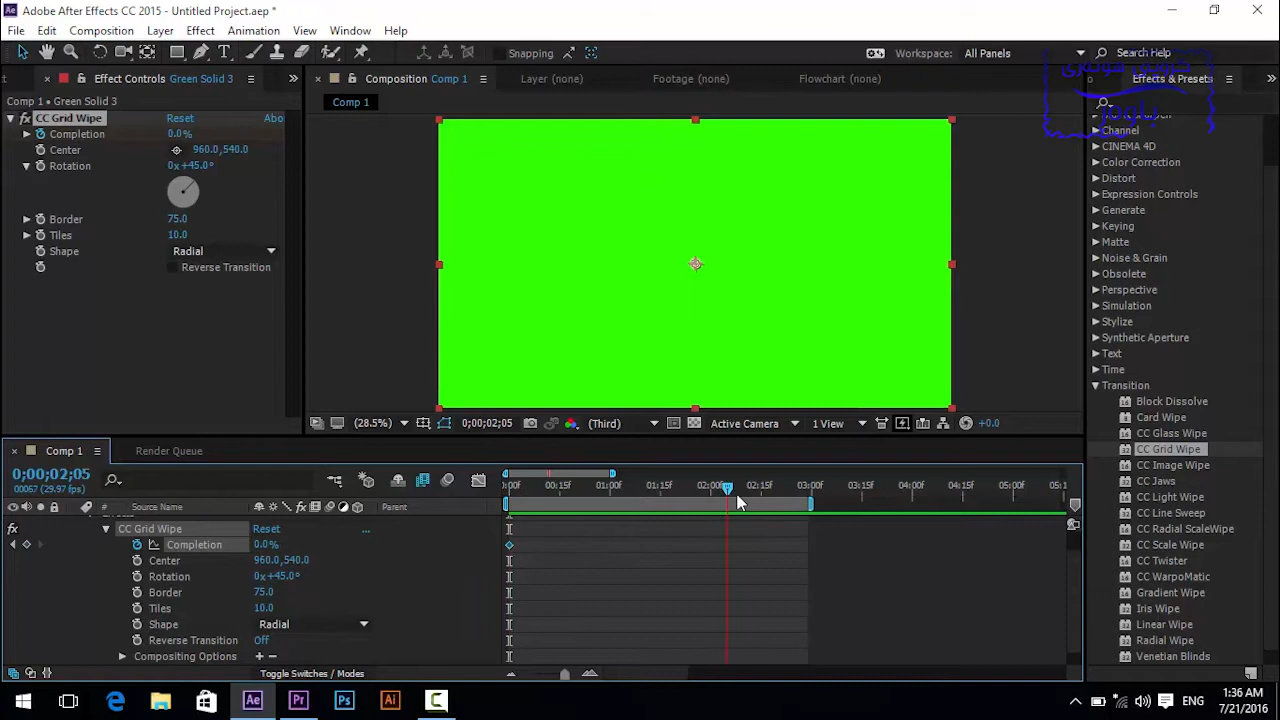 Adobe After Effects CC 2015 - Untitled Project.aep *
File Edit Composition Layer Effect Animation View Window Help
Snapping
Workspace: All Panels
Search Help
Effect Controls Green Solid 3
Composition Comp 1
Layer (none)
Footage (none)
Flowchart (none)
Effects & Presets
Comp 1 • Green Solid 3
Comp 1
CC Grid Wipe Reset Abo
Completion 0.0%
Center 960.0,540.0
Rotation 0x+45.0°
Border 75.0
Tiles 10.0
Shape Radial
Reverse Transition
Channel
CINEMA 4D
Color Correction
Distort
Expression Controls
Generate
Keying
Matte
Noise & Grain
Obsolete
Perspective
Simulation
Stylize
Synthetic Aperture
Text
Time
Transition
Block Dissolve
Card Wipe
CC Glass Wipe
CC Grid Wipe
CC Image Wipe
CC Jaws
CC Light Wipe
CC Line Sweep
CC Radial ScaleWipe
CC Scale Wipe
CC Twister
CC WarpoMatic
Gradient Wipe
Iris Wipe
Linear Wipe
Radial Wipe
Venetian Blinds
(28.5%) 0;00;02;05 (Third) Active Camera 1 View +0.0
Comp 1 Render Queue
0;00;02;05
00067 (29.97 fps)
# Source Name Parent
:00f 00:15f 01:00f 01:15f 02:00f 02:15f 03:00f 03:15f 04:00f 04:15f 05:00f 05:1
CC Grid Wipe Reset ...
Completion 0.0%
Center 960.0,540.0
Rotation 0x+45.0°
Border 75.0
Tiles 10.0
Shape Radial
Reverse Transition Off
Compositing Options + –
Toggle Switches / Modes
ENG
1:36 AM
7/21/2016